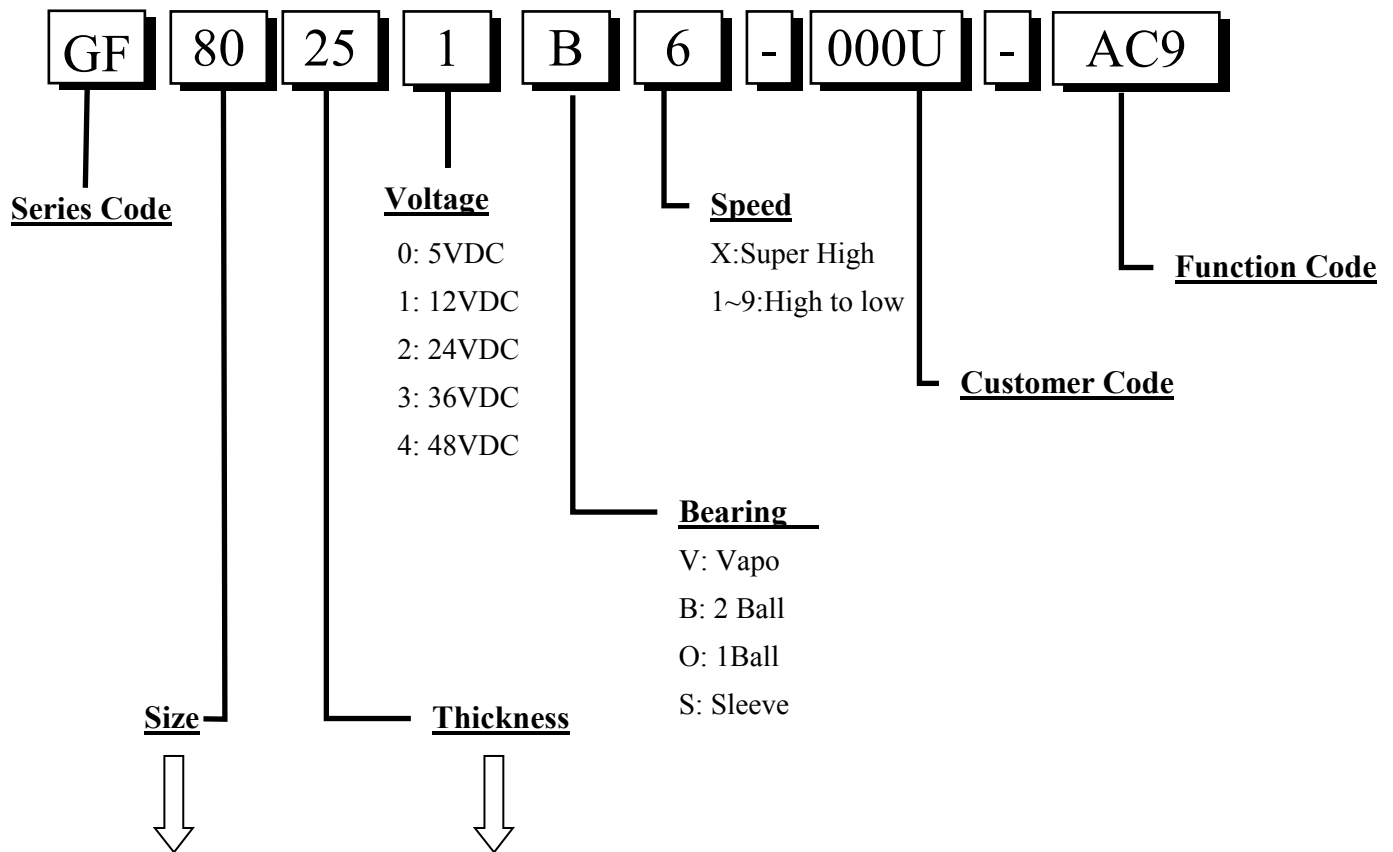 GF 80 25 1 B 6 - 000U - AC9
Series Code
Voltage
0: 5VDC
1: 12VDC
2: 24VDC
3: 36VDC
4: 48VDC
Speed
X:Super High
1~9:High to low
Function Code
Customer Code
Bearing
V: Vapo
B: 2 Ball
O: 1Ball
S: Sleeve
Size
Thickness